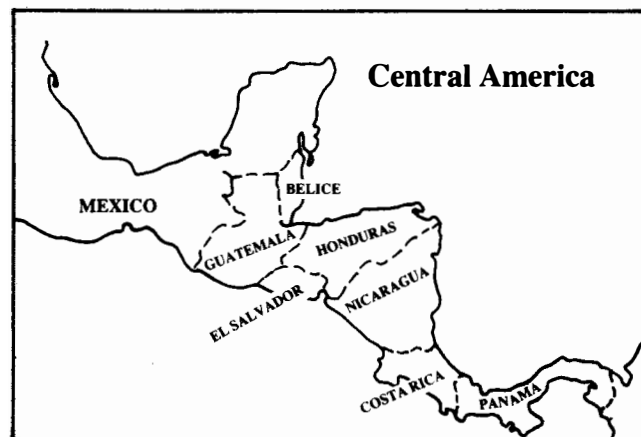 Central America
BELICE
MEXICO
GUATEMALA
HONDURAS
EL SALVADOR
NICARAGUA
COSTA RICA
PANAMA